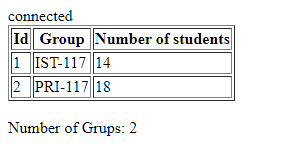 connected
Id Group Number of students
1 IST-117 14
2 PRI-117 18
Number of Grups: 2